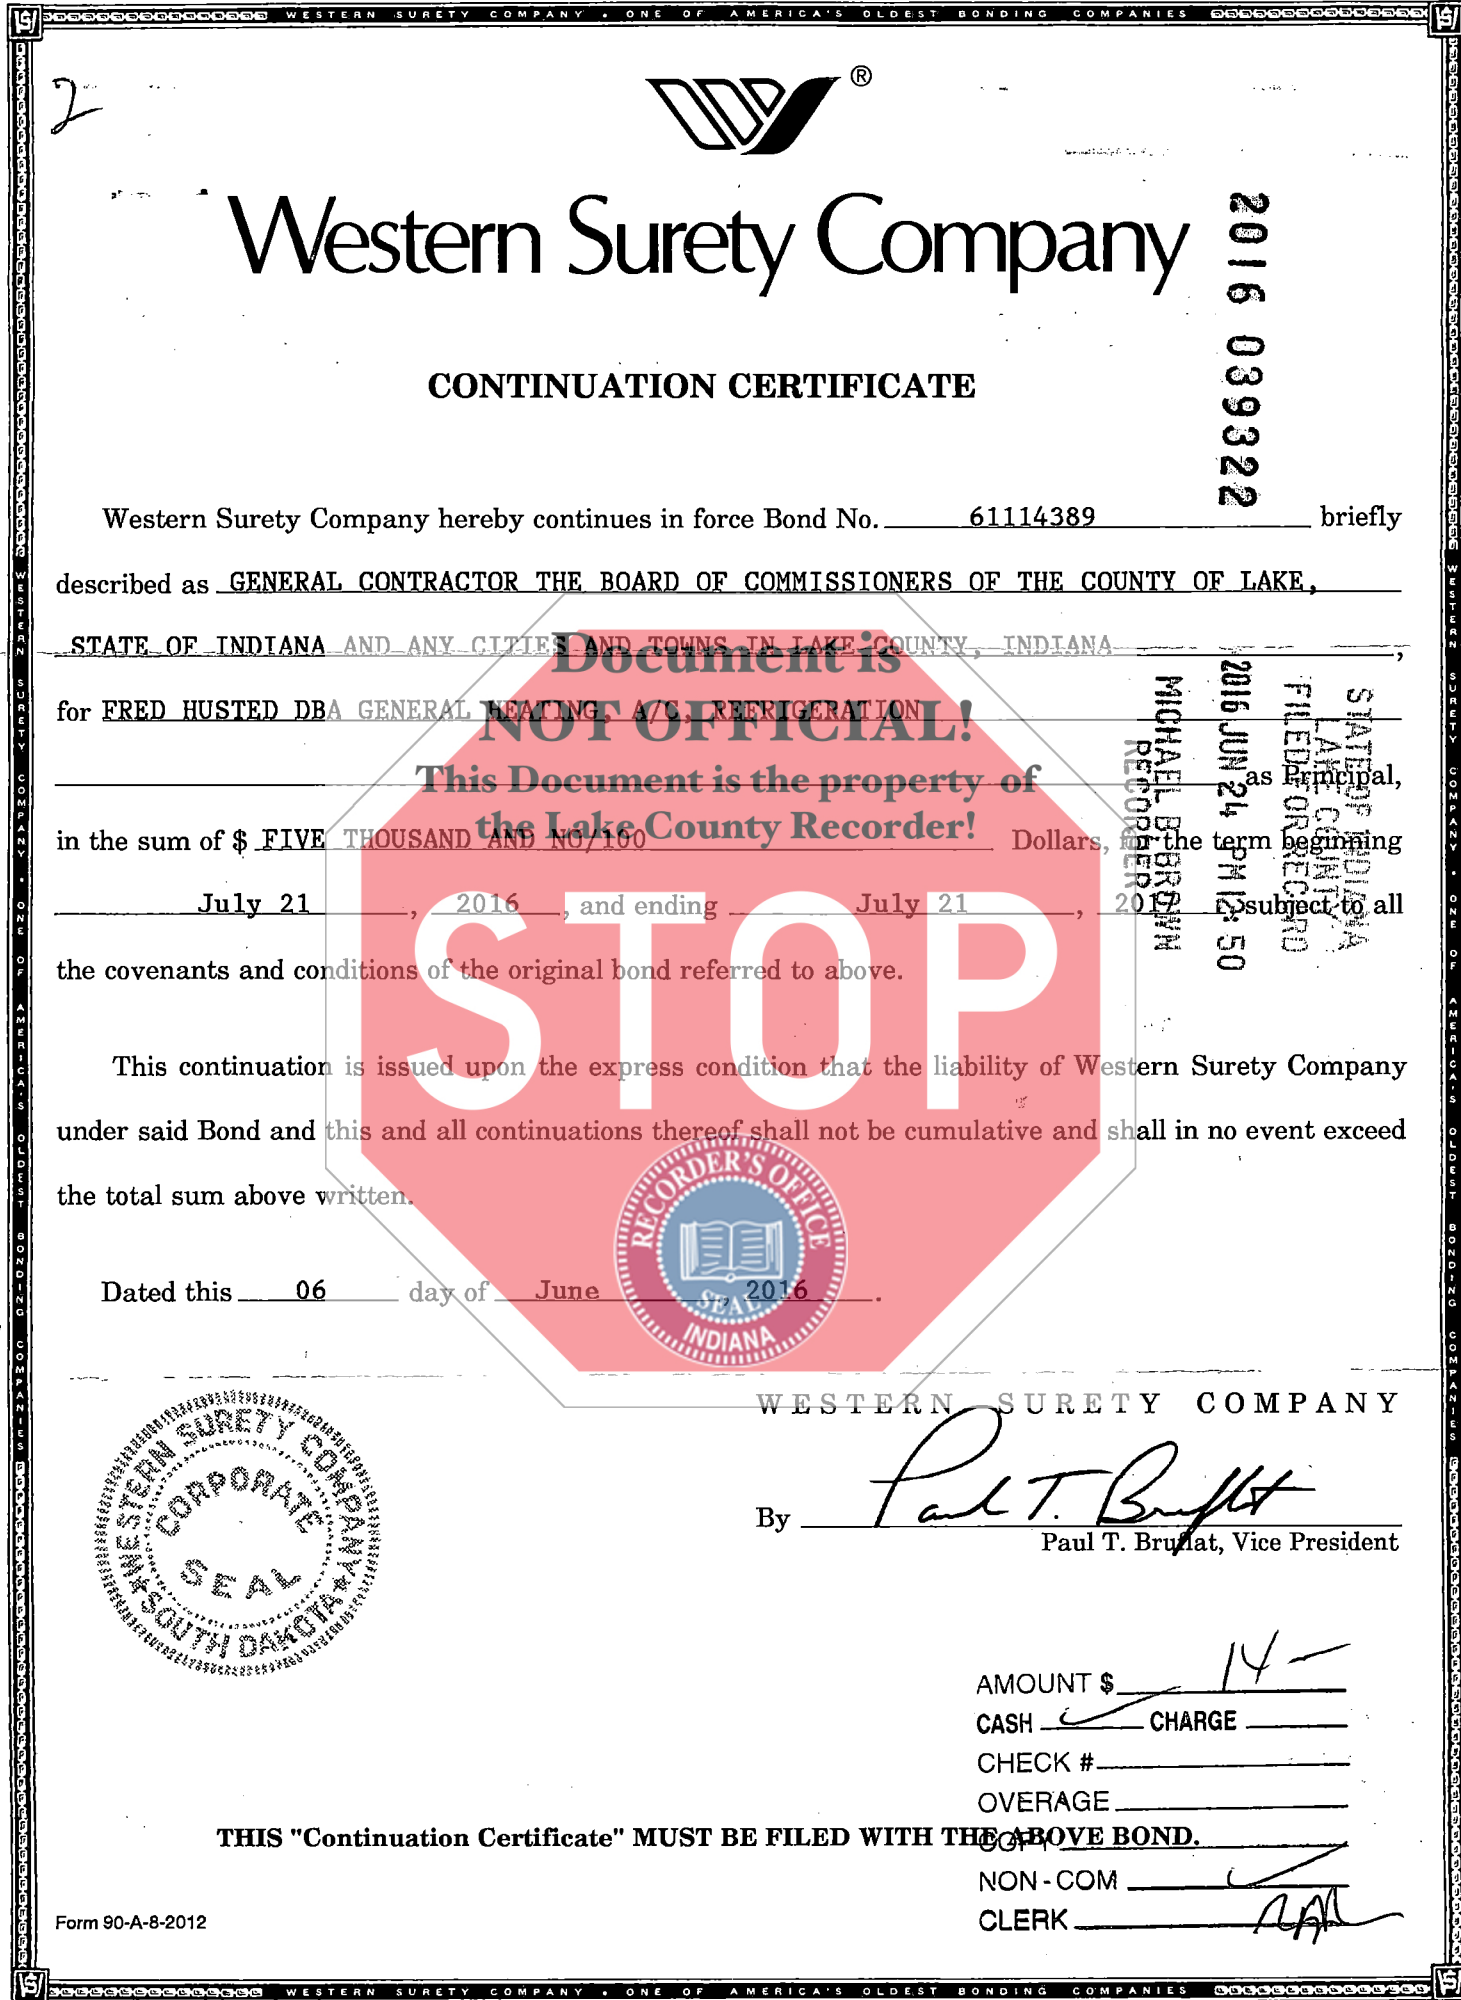 WESTERN SURETY COMPANY • ONE OF AMERICA'S OLDEST BONDING COMPANIES
2
®
Western Surety Company
2016 039322
CONTINUATION CERTIFICATE
Western Surety Company hereby continues in force Bond No. 61114389 briefly
described as GENERAL CONTRACTOR THE BOARD OF COMMISSIONERS OF THE COUNTY OF LAKE,
STATE OF INDIANA AND ANY CITIES AND TOWNS IN LAKE COUNTY, INDIANA,
for FRED HUSTED DBA GENERAL HEATING, A/C, REFRIGERATION
as Principal,
in the sum of $ FIVE THOUSAND AND NO/100 Dollars, for the term beginning
July 21, 2016, and ending July 21, 2017, subject to all
the covenants and conditions of the original bond referred to above.
Document is
NOT OFFICIAL!
This Document is the property of
the Lake County Recorder!
STOP
STATE OF INDIANA
LAKE COUNTY
FILED FOR RECORD
2016 JUN 24 PM 12:50
MICHAEL B. BROWN
RECORDER
This continuation is issued upon the express condition that the liability of Western Surety Company
under said Bond and this and all continuations thereof shall not be cumulative and shall in no event exceed
the total sum above written.
RECORDER'S OFFICE
SEAL
INDIANA
Dated this 06 day of June, 2016.
WESTERN SURETY COMPANY
By Paul T. Bruflat
Paul T. Bruflat, Vice President
WESTERN SURETY COMPANY
CORPORATE
SEAL
SOUTH DAKOTA
AMOUNT $ 14 —
CASH ✓ CHARGE
CHECK #
OVERAGE
COPY
NON-COM ✓
CLERK
THIS "Continuation Certificate" MUST BE FILED WITH THE ABOVE BOND.
Form 90-A-8-2012
WESTERN SURETY COMPANY • ONE OF AMERICA'S OLDEST BONDING COMPANIES